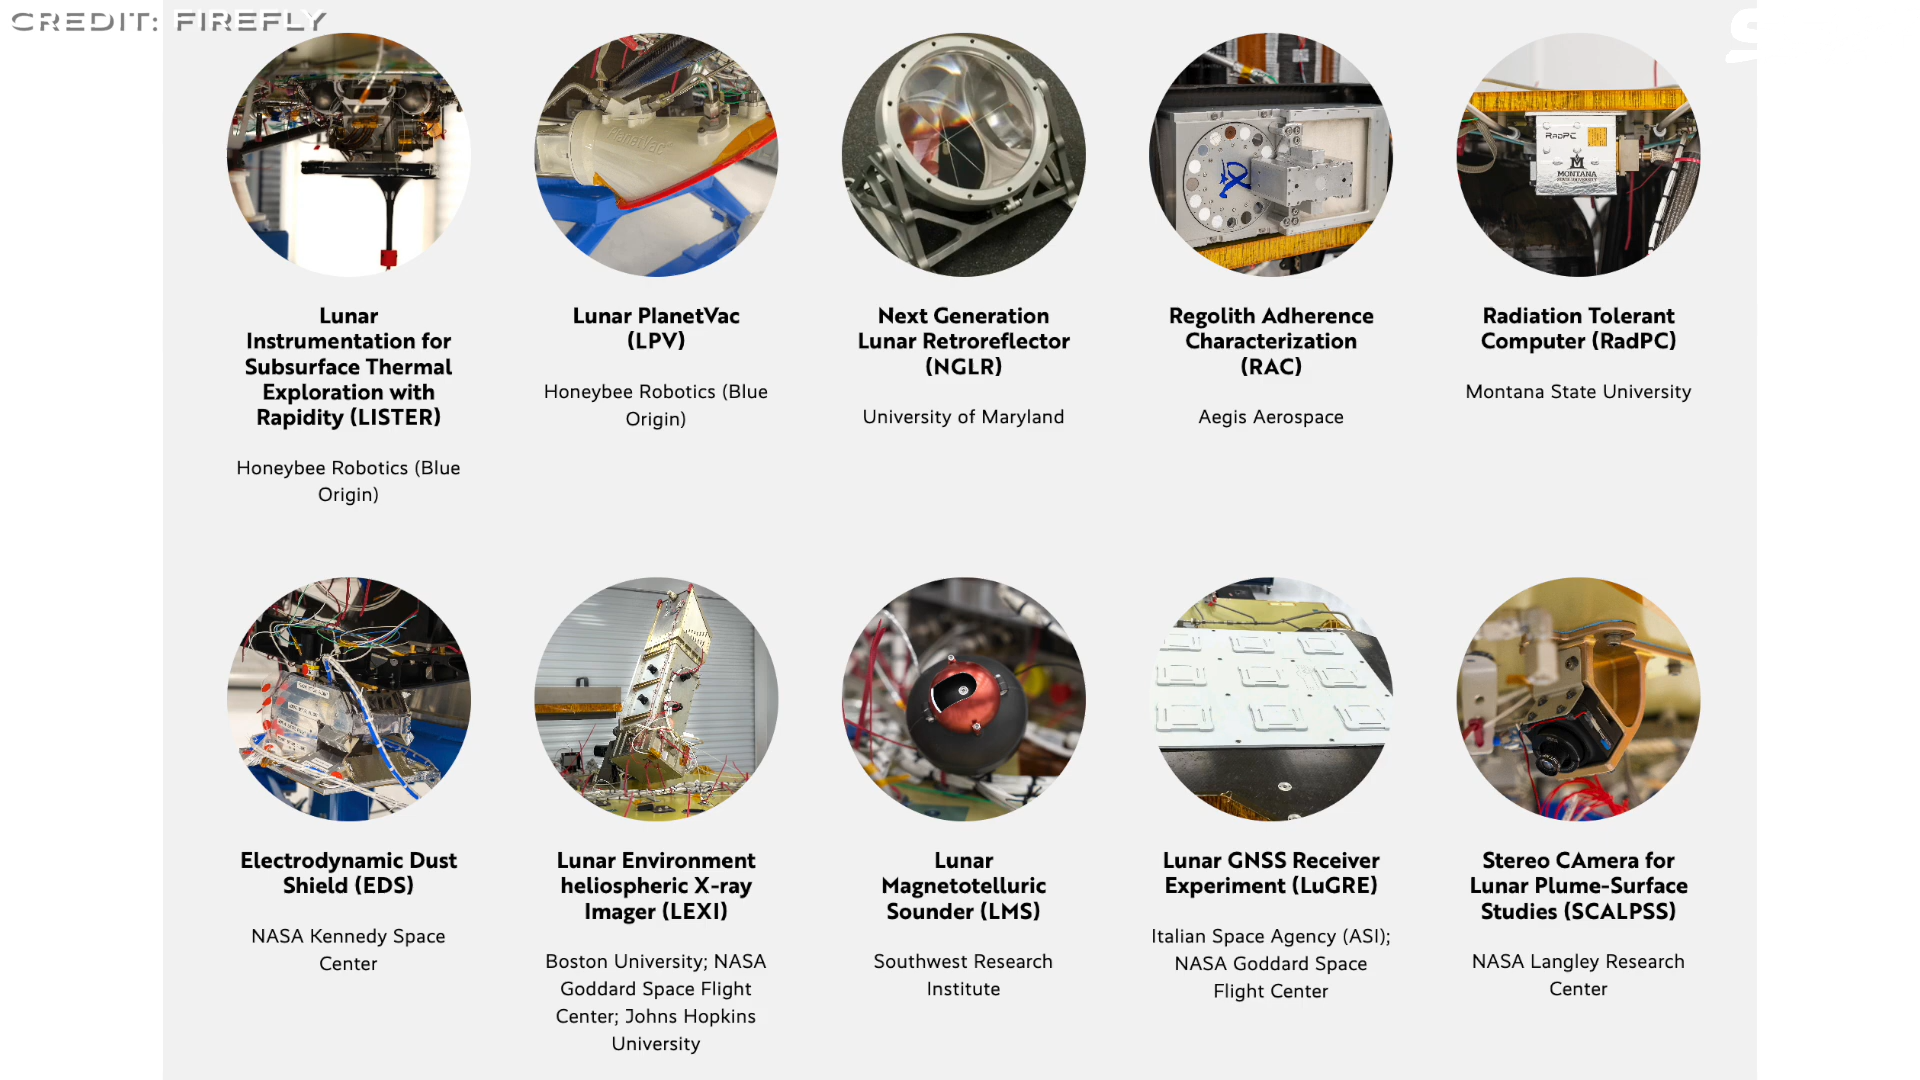 CREDIT: FIREFLY
S
PlanetVac
RADPC
M
MONTANA
STATE UNIVERSITY
Lunar
Instrumentation for
Subsurface Thermal
Exploration with
Rapidity (LISTER)
Honeybee Robotics (Blue
Origin)
Lunar PlanetVac
(LPV)
Honeybee Robotics (Blue
Origin)
Next Generation
Lunar Retroreflector
(NGLR)
University of Maryland
Regolith Adherence
Characterization
(RAC)
Aegis Aerospace
Radiation Tolerant
Computer (RadPC)
Montana State University
Electrodynamic Dust
Shield (EDS)
NASA Kennedy Space
Center
Lunar Environment
heliospheric X-ray
Imager (LEXI)
Boston University; NASA
Goddard Space Flight
Center; Johns Hopkins
University
Lunar
Magnetotelluric
Sounder (LMS)
Southwest Research
Institute
Lunar GNSS Receiver
Experiment (LuGRE)
Italian Space Agency (ASI);
NASA Goddard Space
Flight Center
Stereo CAmera for
Lunar Plume-Surface
Studies (SCALPSS)
NASA Langley Research
Center